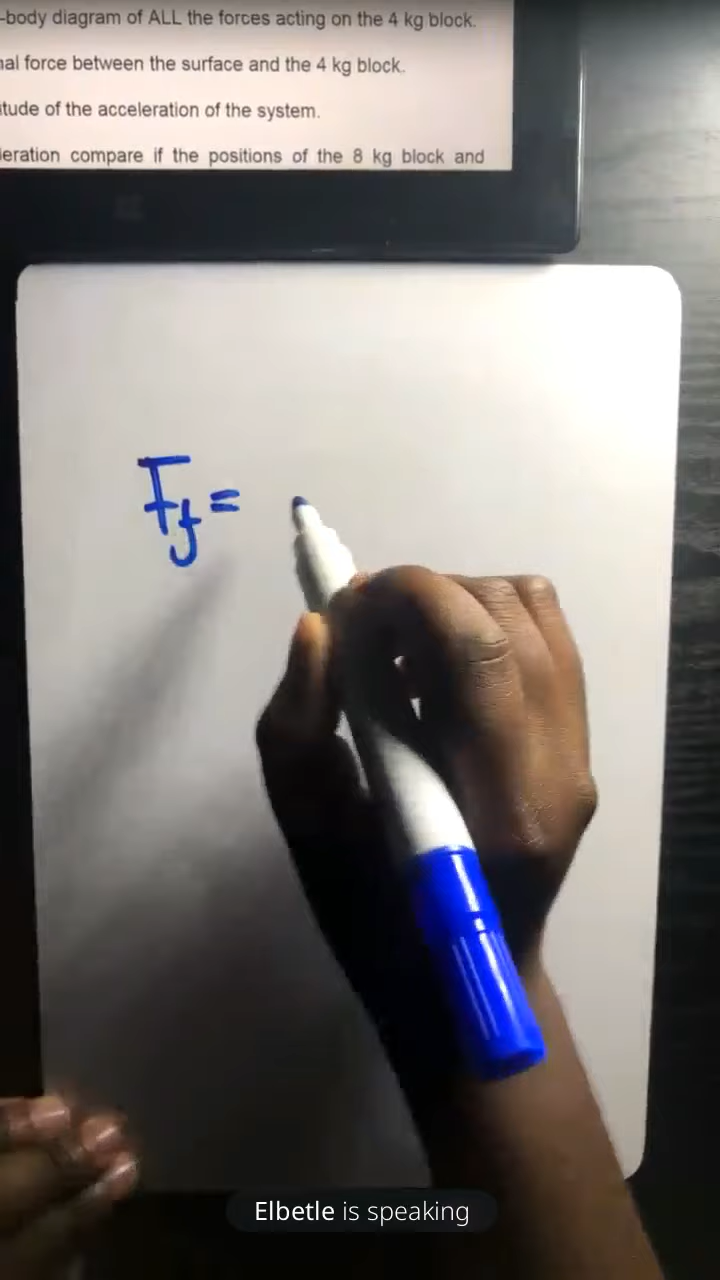 -body diagram of ALL the forces acting on the 4 kg block.
nal force between the surface and the 4 kg block.
itude of the acceleration of the system.
leration compare if the positions of the 8 kg block and
Ff =
Elbetle is speaking